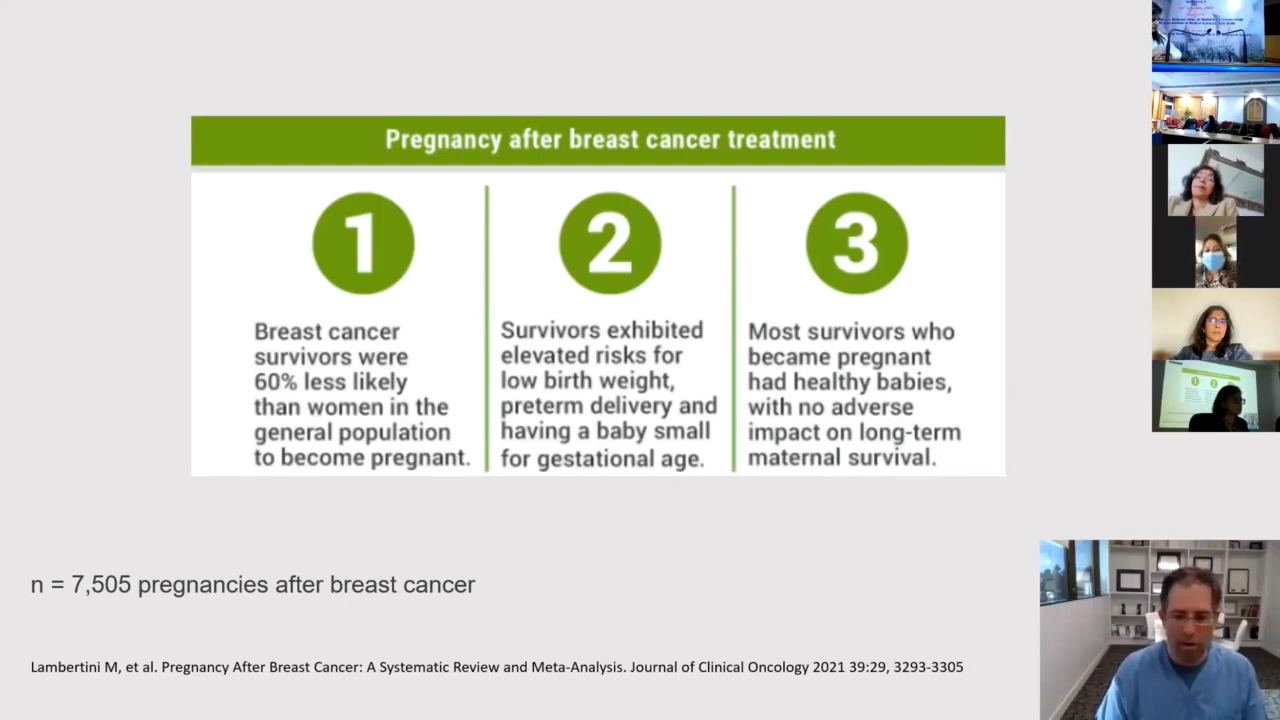 Pregnancy after breast cancer treatment
1
Breast cancer
survivors were
60% less likely
than women in the
general population
to become pregnant.
2
Survivors exhibited
elevated risks for
low birth weight,
preterm delivery and
having a baby small
for gestational age.
3
Most survivors who
became pregnant
had healthy babies,
with no adverse
impact on long-term
maternal survival.
n = 7,505 pregnancies after breast cancer
Lambertini M, et al. Pregnancy After Breast Cancer: A Systematic Review and Meta-Analysis. Journal of Clinical Oncology 2021 39:29, 3293-3305